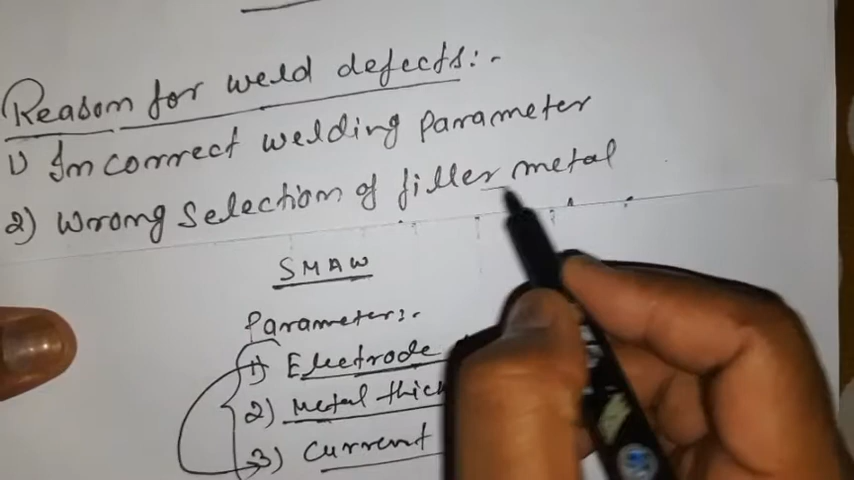 Reason for weld defects:-
1) Incorrect welding parameter
2) Wrong Selection of filler metal
SMAW
Parameter:-
1) Electrode
2) Metal thick
3) Current